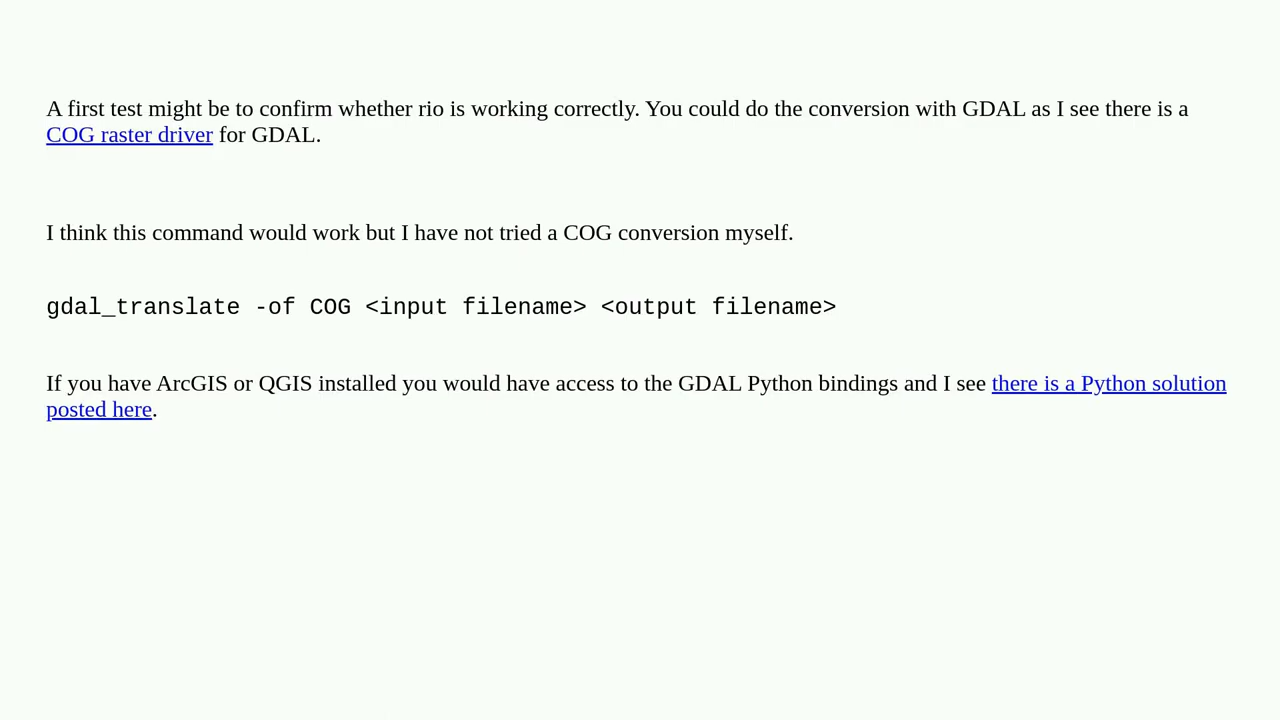 A first test might be to confirm whether rio is working correctly. You could do the conversion with GDAL as I see there is a
COG raster driver for GDAL.
I think this command would work but I have not tried a COG conversion myself.
gdal_translate -of COG <input filename> <output filename>
If you have ArcGIS or QGIS installed you would have access to the GDAL Python bindings and I see there is a Python solution
posted here.